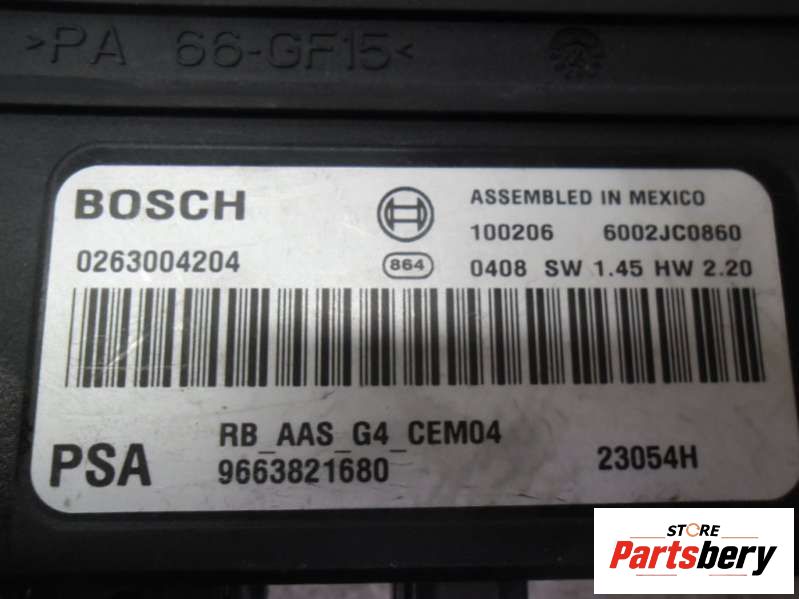 >PA 66-GF15<
BOSCH
ASSEMBLED IN MEXICO
100206 6002JC0860
0263004204
864
0408 SW 1.45 HW 2.20
PSA
RB_AAS_G4_CEM04
9663821680
23054H
STORE
Partsbery